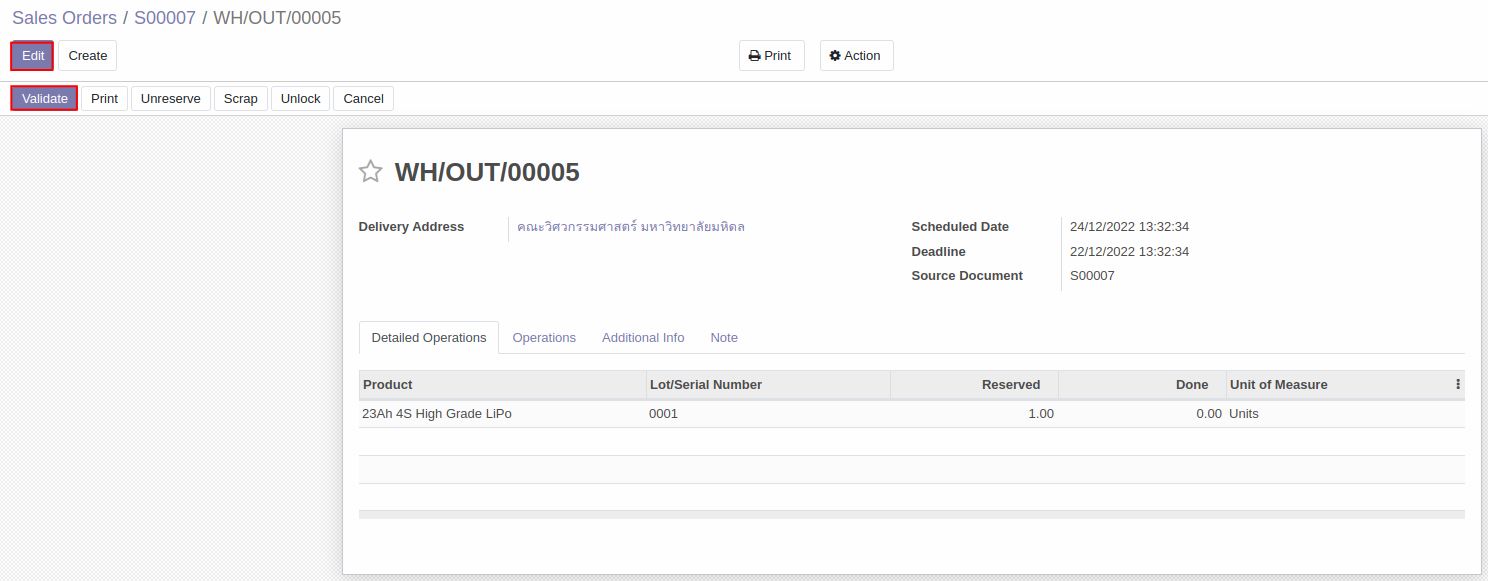 Sales Orders / S00007 / WH/OUT/00005
Edit Create Print Action
Validate Print Unreserve Scrap Unlock Cancel
WH/OUT/00005
Delivery Address คณะวิศวกรรมศาสตร์ มหาวิทยาลัยมหิดล Scheduled Date 24/12/2022 13:32:34
Deadline 22/12/2022 13:32:34
Source Document S00007
Detailed Operations Operations Additional Info Note
Product Lot/Serial Number Reserved Done Unit of Measure
23Ah 4S High Grade LiPo 0001 1.00 0.00 Units